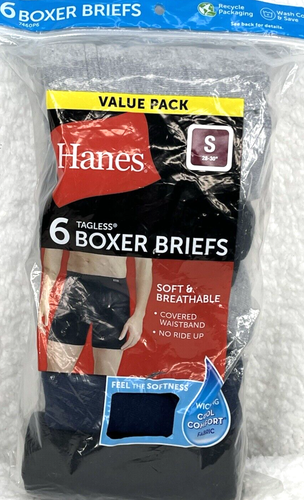 6 BOXER BRIEFS
Recycle
Packaging
Wash Co
& Save
See back for details.
VALUE PACK
Hanes
S
28-30"
TAGLESS®
6 BOXER BRIEFS
SOFT &
BREATHABLE
• COVERED
WAISTBAND
• NO RIDE UP
FEEL THE SOFTNESS
WICKING
COOL
COMFORT
FABRIC